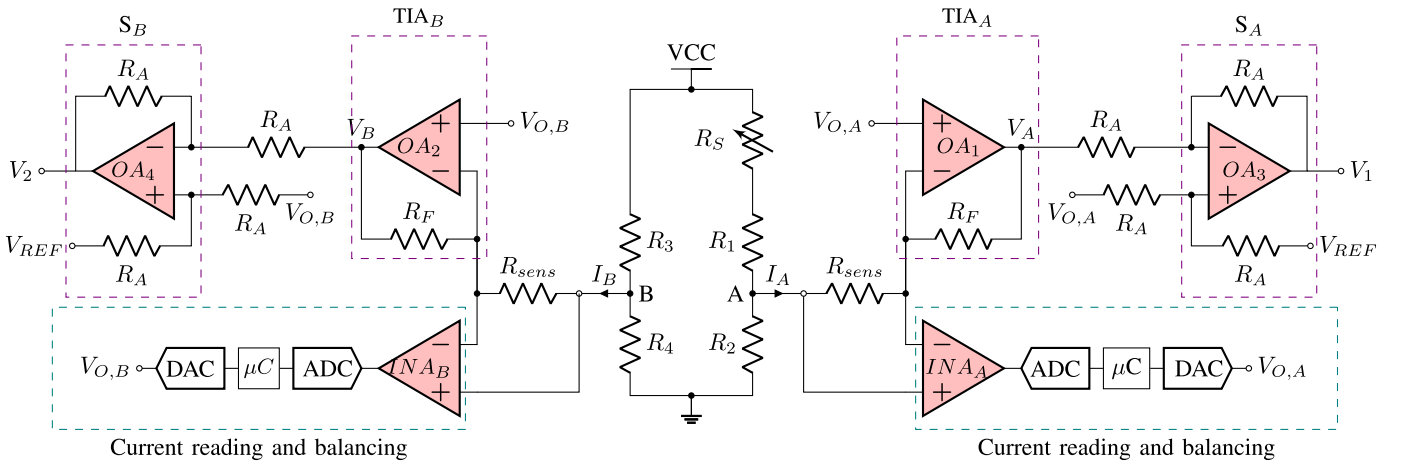 S_B
TIA_B
TIA_A
S_A
VCC
R_A
R_A
R_A
V_{O,B}
V_{O,A}
R_S
R_A
V_B
OA_2
+
−
V_A
OA_1
+
−
V_2
OA_4
−
+
OA_3
−
+
V_1
R_A
V_{O,B}
V_{O,A}
R_A
V_{REF}
R_A
R_F
R_3
R_1
R_F
R_A
V_{REF}
R_{sens}
I_B
B
A
I_A
R_{sens}
R_4
R_2
V_{O,B}
DAC
μC
ADC
INA_B
−
+
INA_A
−
+
ADC
μC
DAC
V_{O,A}
Current reading and balancing
Current reading and balancing